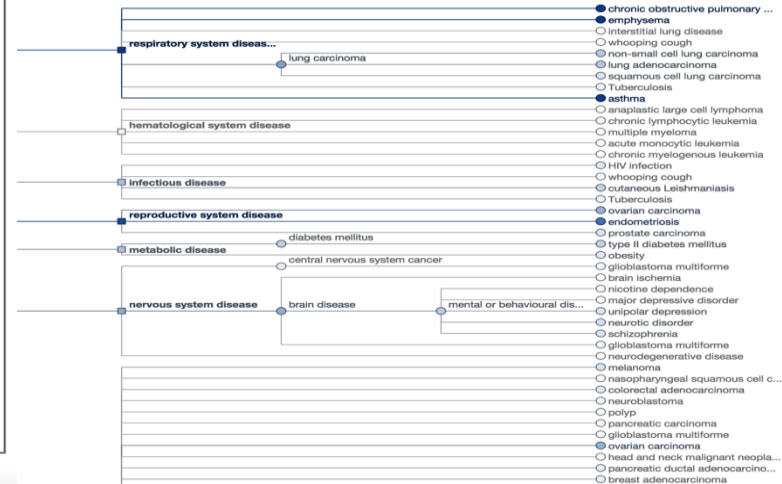 chronic obstructive pulmonary ...
emphysema
interstitial lung disease
respiratory system diseas...
whooping cough
non-small cell lung carcinoma
lung carcinoma
lung adenocarcinoma
squamous cell lung carcinoma
Tuberculosis
asthma
anaplastic large cell lymphoma
chronic lymphocytic leukemia
hematological system disease
multiple myeloma
acute monocytic leukemia
chronic myelogenous leukemia
HIV infection
whooping cough
infectious disease
cutaneous Leishmaniasis
Tuberculosis
ovarian carcinoma
reproductive system disease
endometriosis
prostate carcinoma
diabetes mellitus
type II diabetes mellitus
metabolic disease
obesity
central nervous system cancer
glioblastoma multiforme
brain ischemia
nicotine dependence
major depressive disorder
nervous system disease
brain disease
mental or behavioural dis...
unipolar depression
neurotic disorder
schizophrenia
glioblastoma multiforme
neurodegenerative disease
melanoma
nasopharyngeal squamous cell c...
colorectal adenocarcinoma
neuroblastoma
polyp
pancreatic carcinoma
glioblastoma multiforme
ovarian carcinoma
head and neck malignant neopla...
pancreatic ductal adenocarcino...
breast adenocarcinoma